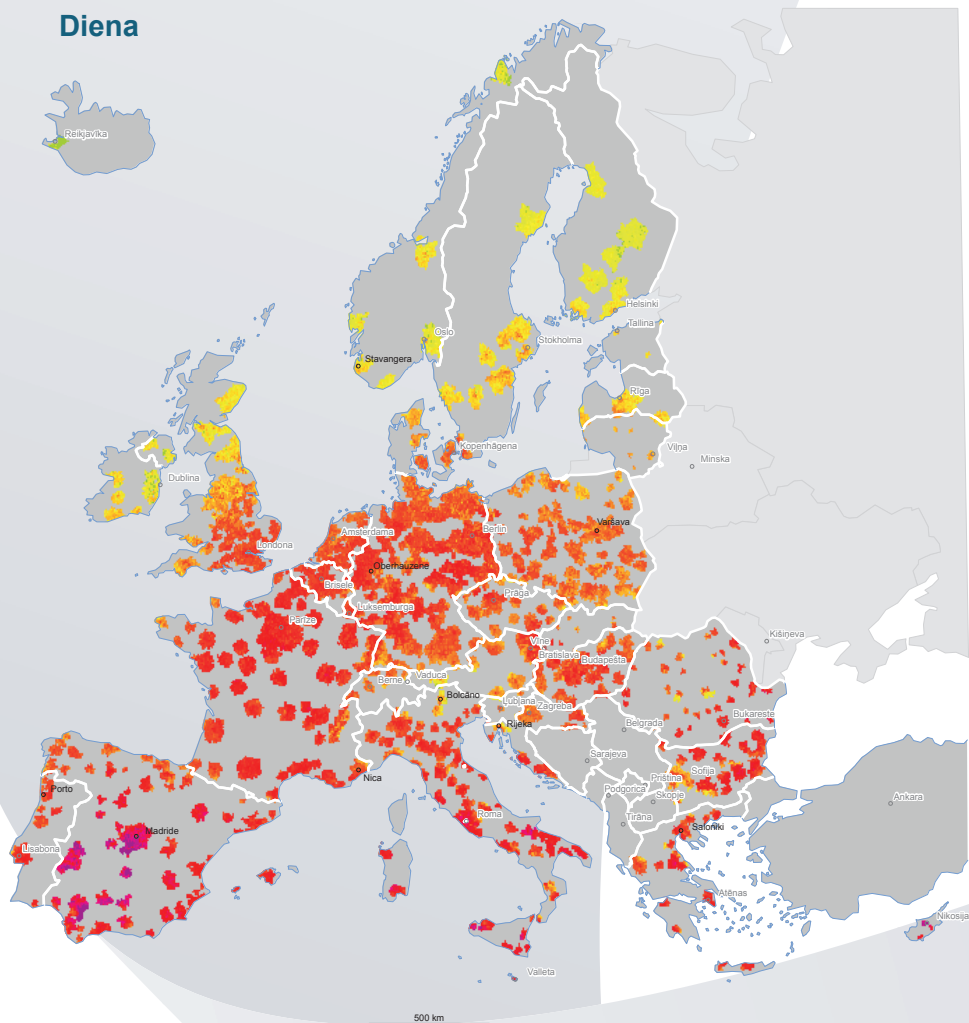 Diena
Reikjavīka
Helsinki
Tallina
Oslo
Stokholma
Stavangera
Rīga
Kopenhāgena
Viļņa
Minska
Dublina
Varšava
Amsterdama
Berlin
Londona
Oberhauzane
Brisele
Prāga
Luksemburga
Parīze
Kišiņeva
Vīne
Bratislava
Budapešta
Vaduca
Berne
Bolcāno
Ļubļana
Zagreba
Rijeka
Bukareste
Belgrada
Sarajeva
Sofija
Priština
Nica
Podgorica
Skopje
Porto
Ankara
Roma
Tirāna
Saloniki
Madride
Lisabona
Atēnas
Nikosija
Valleta
500 km